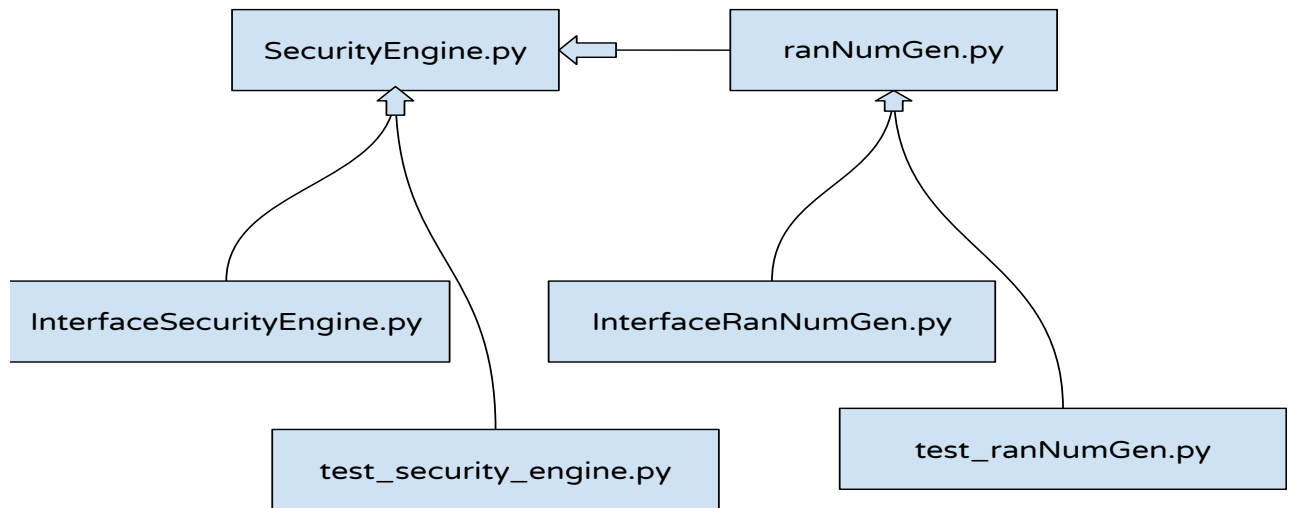 SecurityEngine.py
ranNumGen.py
InterfaceSecurityEngine.py
InterfaceRanNumGen.py
test_ranNumGen.py
test_security_engine.py